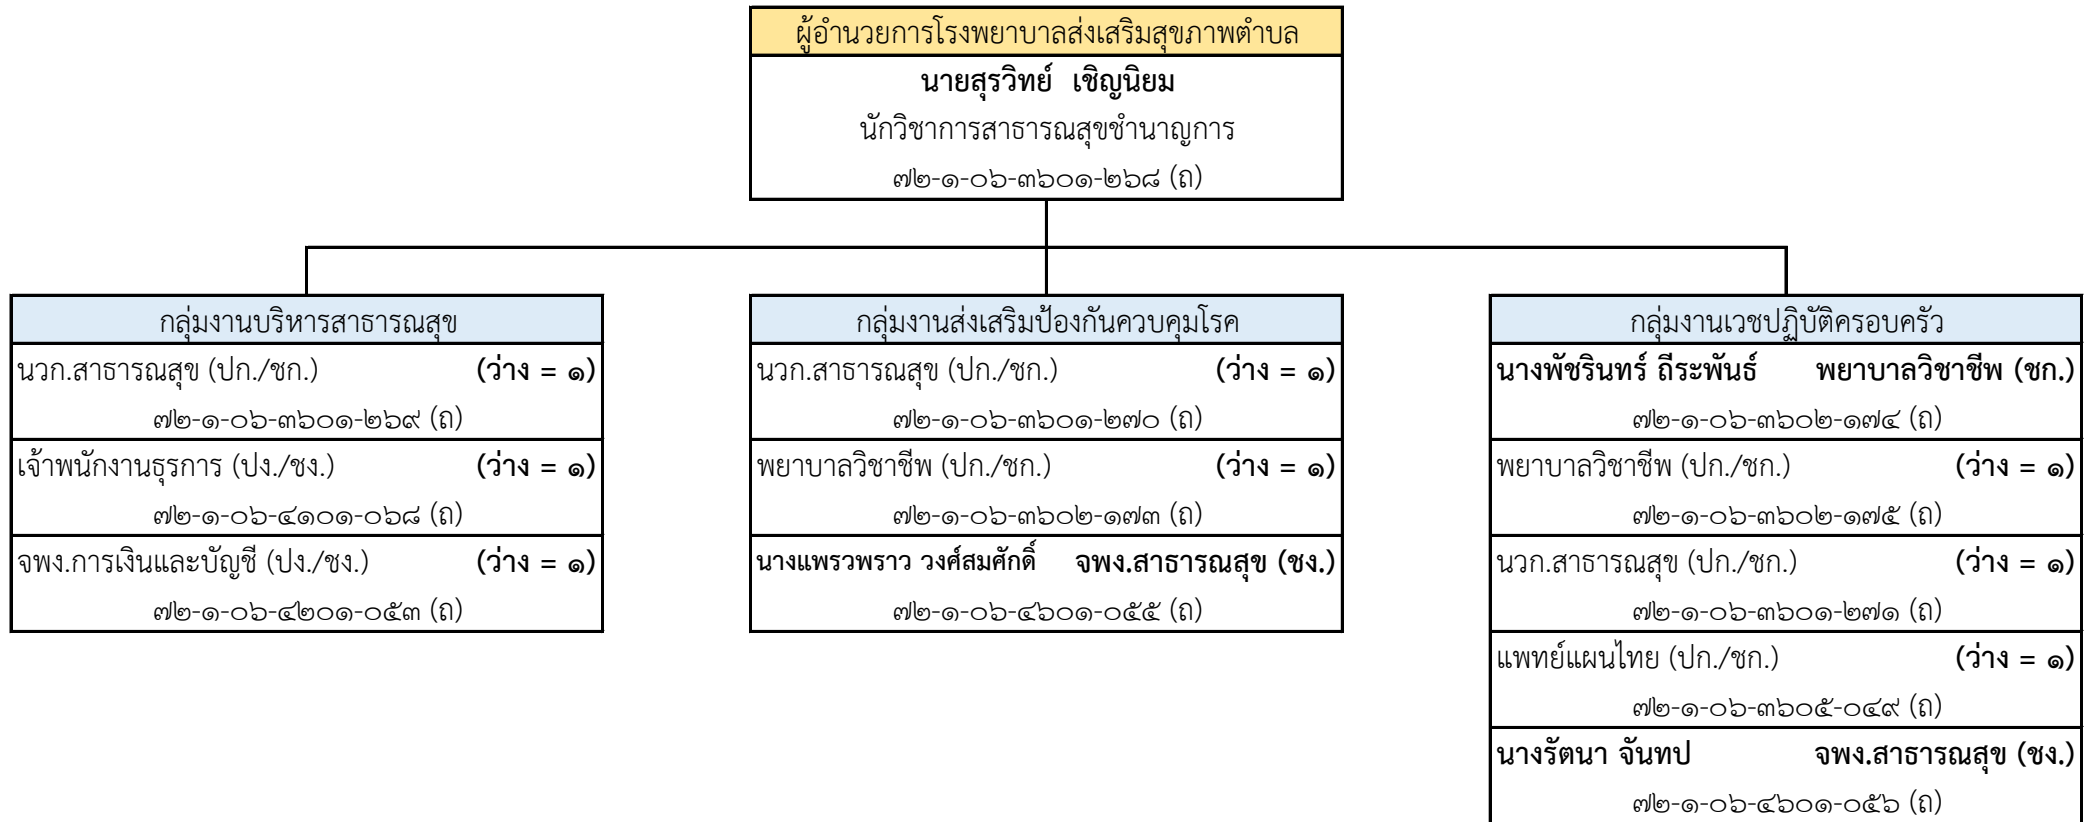 ผู้อำนวยการโรงพยาบาลส่งเสริมสุขภาพตำบล
นายสุรวิทย์ เชิญนิยม
นักวิชาการสาธารณสุขชำนาญการ
๗๒-๑-๐๖-๓๖๐๑-๒๖๘ (ถ)
กลุ่มงานบริหารสาธารณสุข
นวก.สาธารณสุข (ปก./ชก.) (ว่าง = ๑)
๗๒-๑-๐๖-๓๖๐๑-๒๖๙ (ถ)
เจ้าพนักงานธุรการ (ปง./ชง.) (ว่าง = ๑)
๗๒-๑-๐๖-๔๑๐๑-๐๖๘ (ถ)
จพง.การเงินและบัญชี (ปง./ชง.) (ว่าง = ๑)
๗๒-๑-๐๖-๔๒๐๑-๐๕๓ (ถ)
กลุ่มงานส่งเสริมป้องกันควบคุมโรค
นวก.สาธารณสุข (ปก./ชก.) (ว่าง = ๑)
๗๒-๑-๐๖-๓๖๐๑-๒๗๐ (ถ)
พยาบาลวิชาชีพ (ปก./ชก.) (ว่าง = ๑)
๗๒-๑-๐๖-๓๖๐๒-๑๗๓ (ถ)
นางแพรวพราว วงศ์สมศักดิ์ จพง.สาธารณสุข (ชง.)
๗๒-๑-๐๖-๔๖๐๑-๐๕๕ (ถ)
กลุ่มงานเวชปฏิบัติครอบครัว
นางพัชรินทร์ ถีระพันธ์ พยาบาลวิชาชีพ (ชก.)
๗๒-๑-๐๖-๓๖๐๒-๑๗๔ (ถ)
พยาบาลวิชาชีพ (ปก./ชก.) (ว่าง = ๑)
๗๒-๑-๐๖-๓๖๐๒-๑๗๕ (ถ)
นวก.สาธารณสุข (ปก./ชก.) (ว่าง = ๑)
๗๒-๑-๐๖-๓๖๐๑-๒๗๑ (ถ)
แพทย์แผนไทย (ปก./ชก.) (ว่าง = ๑)
๗๒-๑-๐๖-๓๖๐๕-๐๔๙ (ถ)
นางรัตนา จันทป จพง.สาธารณสุข (ชง.)
๗๒-๑-๐๖-๔๖๐๑-๐๕๖ (ถ)